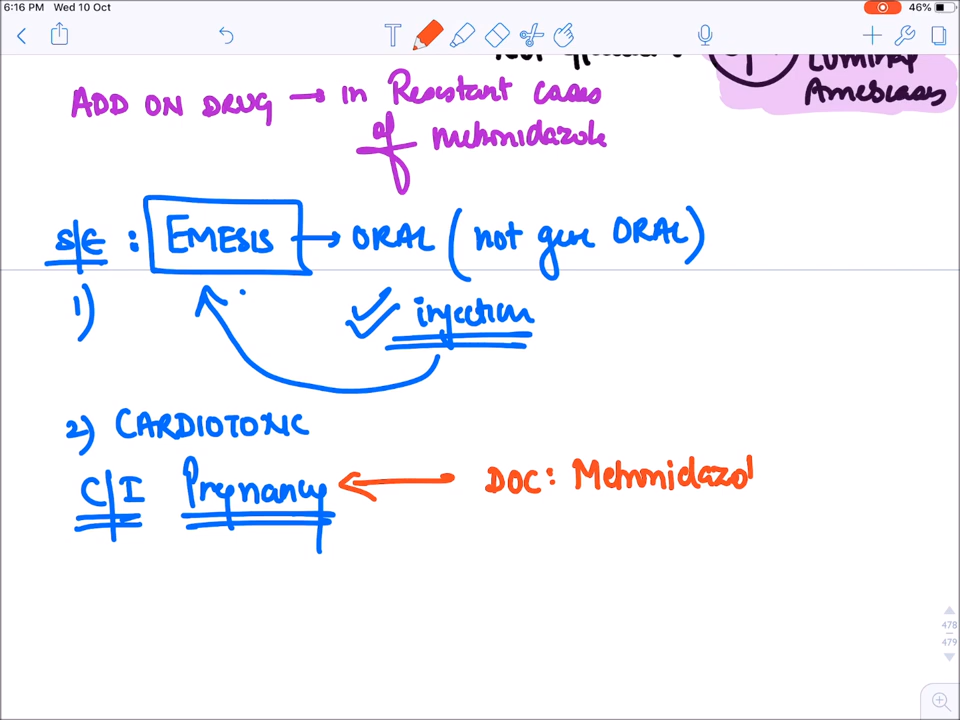 6:16 PM Wed 10 Oct
46%
T
Luminal
Amebiasis
ADD ON DRUG → in Resistant cases
of metronidazole
S/E : EMESIS → ORAL (not give ORAL)
1)
✓ injection
2) CARDIOTOXIC
C/I Pregnancy ← DOC: Metronidazol
478
479